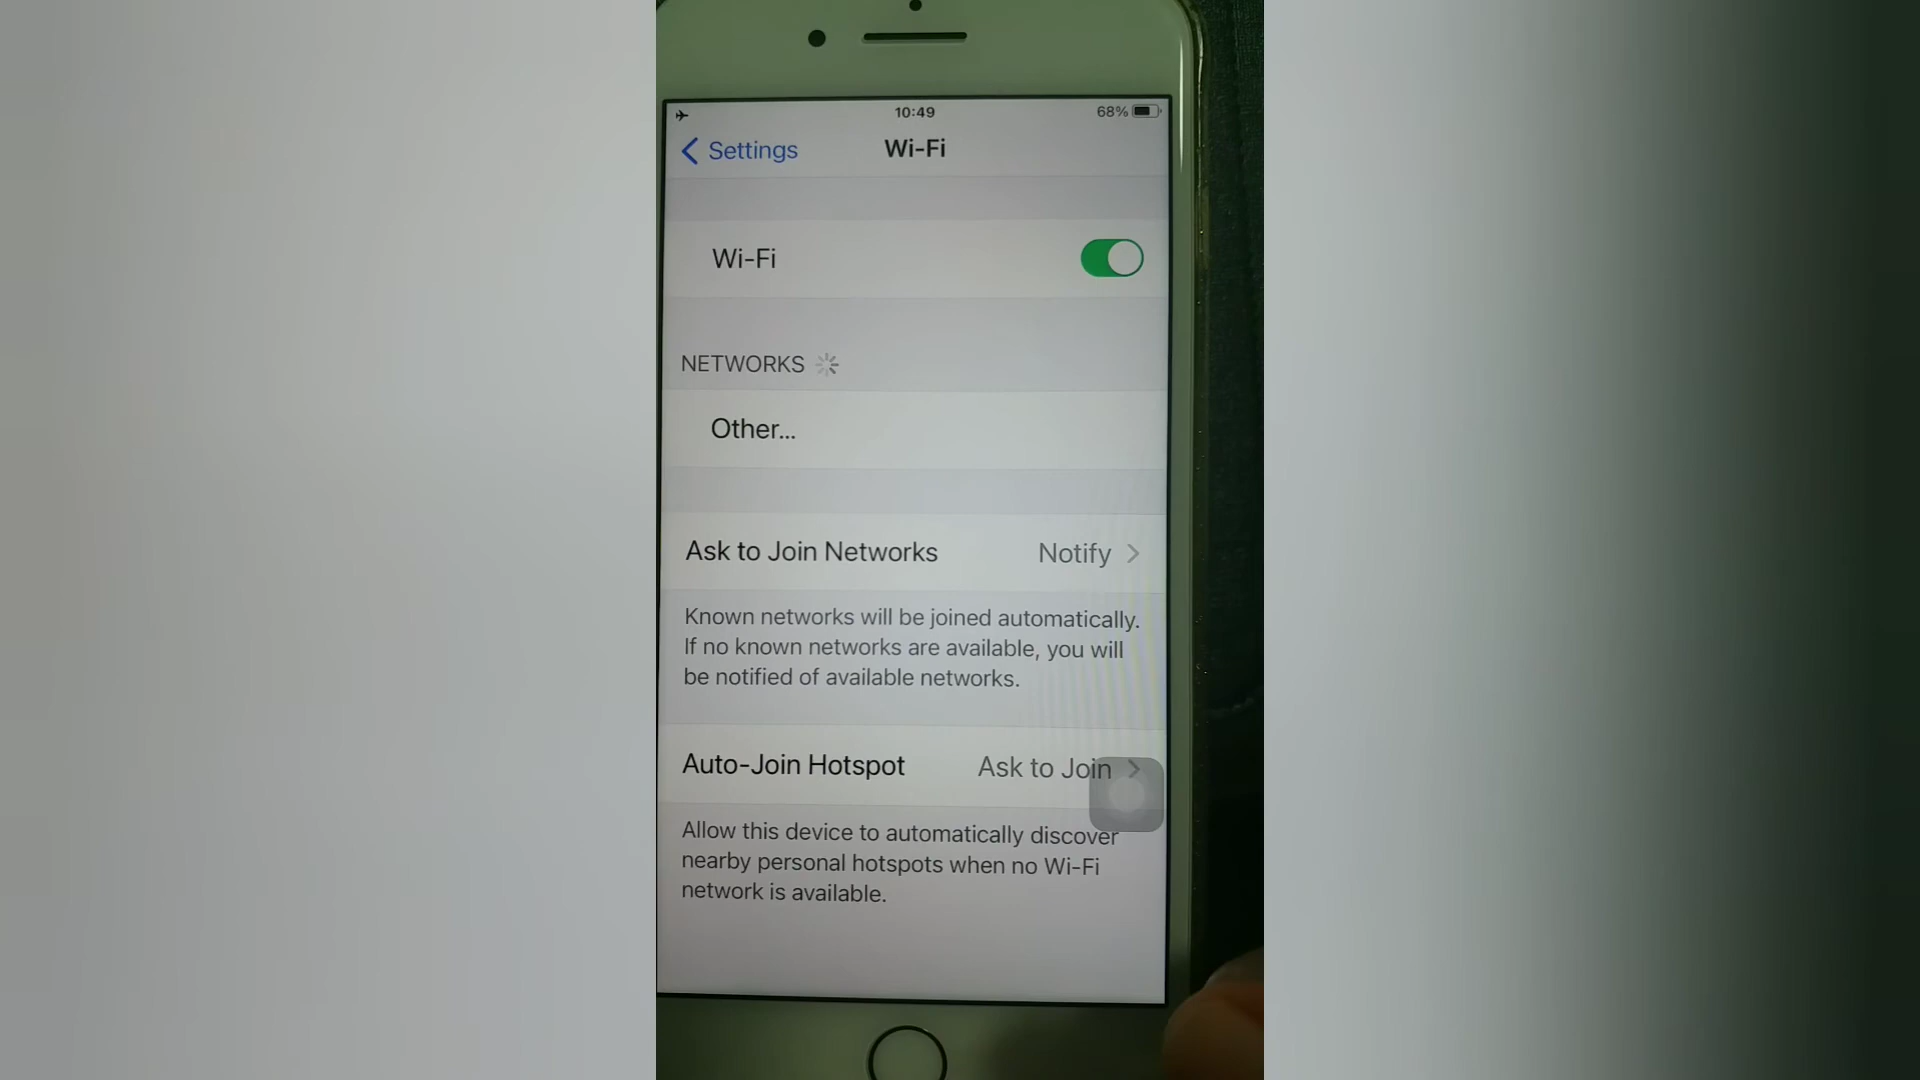 10:49
68%
Settings
Wi-Fi
Wi-Fi
NETWORKS
Other...
Ask to Join Networks Notify
Known networks will be joined automatically.
If no known networks are available, you will
be notified of available networks.
Auto-Join Hotspot Ask to Join
Allow this device to automatically discover
nearby personal hotspots when no Wi-Fi
network is available.